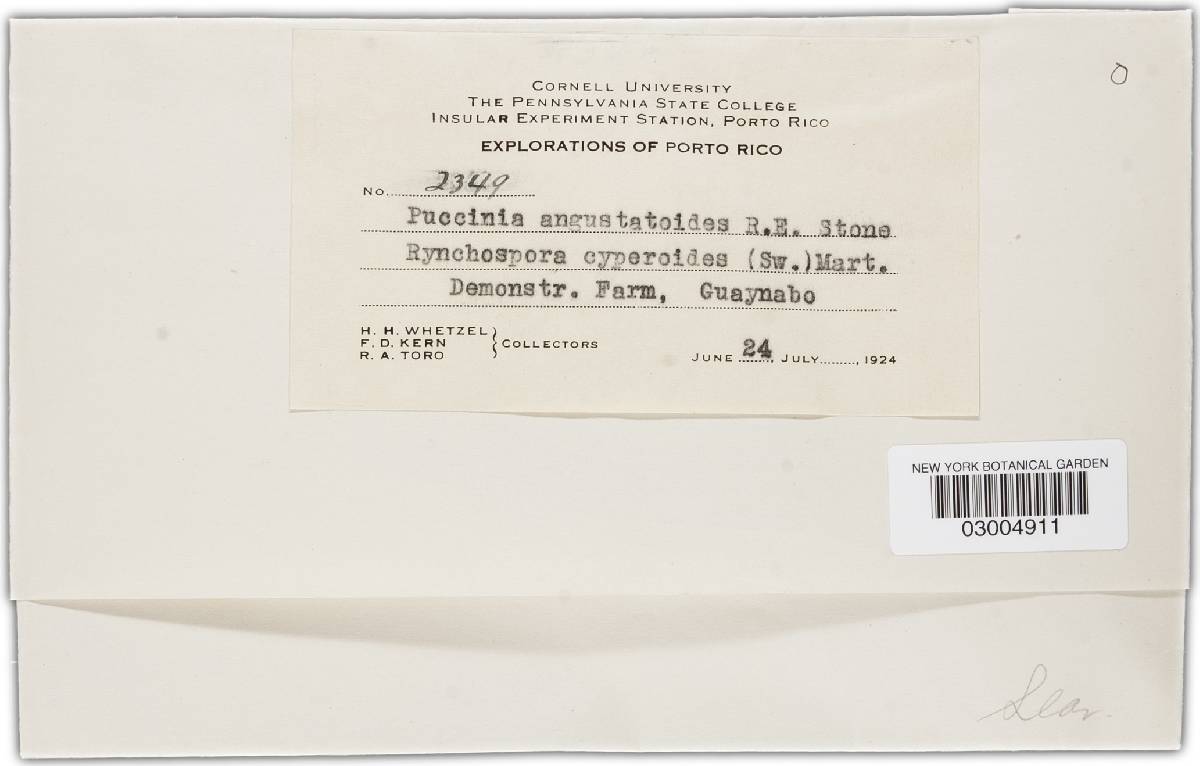 O
CORNELL UNIVERSITY
THE PENNSYLVANIA STATE COLLEGE
INSULAR EXPERIMENT STATION, PORTO RICO
EXPLORATIONS OF PORTO RICO
No. 2349
Puccinia angustatoides R.E. Stone
Rynchospora cyperoides (Sw.)Mart.
Demonstr. Farm, Guaynabo
H. H. WHETZEL
F. D. KERN
R. A. TORO
COLLECTORS
JUNE 24, JULY........, 1924
NEW YORK BOTANICAL GARDEN
03004911